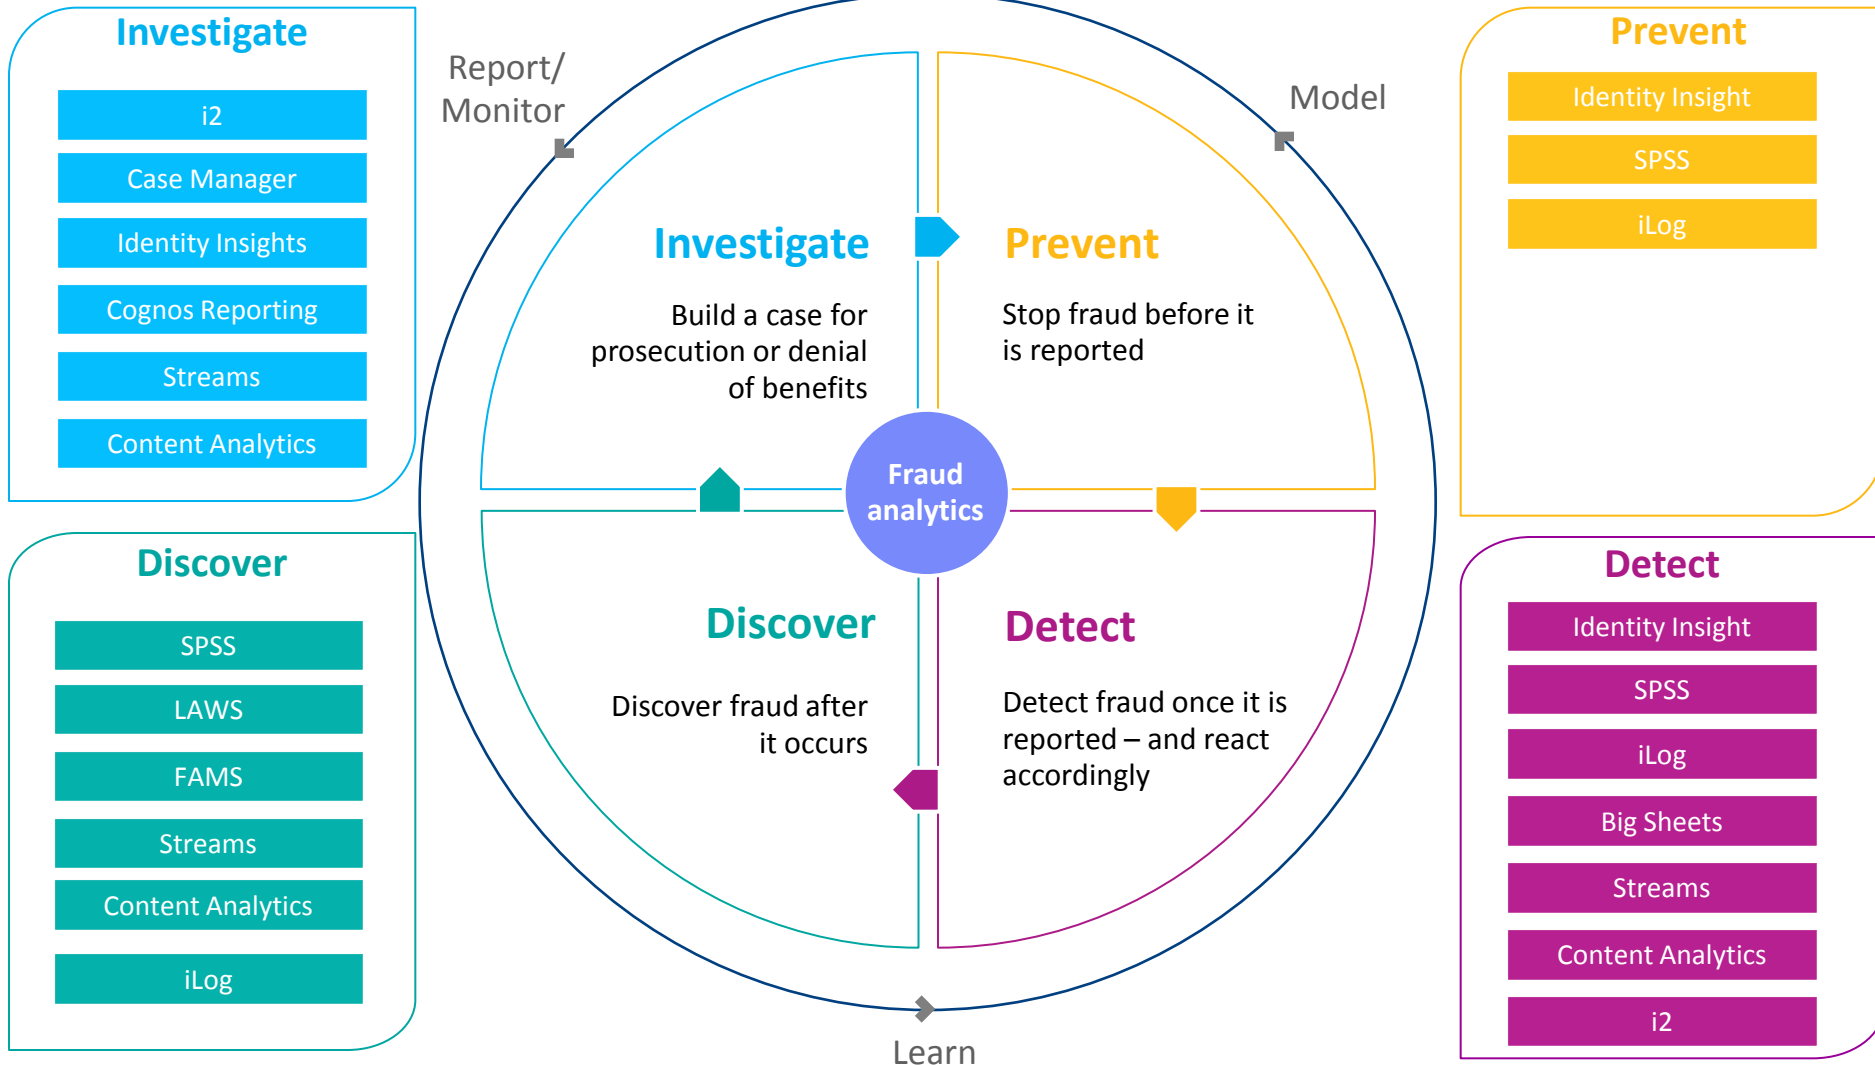 Investigate
i2
Case Manager
Identity Insights
Cognos Reporting
Streams
Content Analytics
Discover
SPSS
LAWS
FAMS
Streams
Content Analytics
iLog
Report/
Monitor
Model
Learn
Investigate
Build a case for
prosecution or denial
of benefits
Prevent
Stop fraud before it
is reported
Fraud
analytics
Discover
Discover fraud after
it occurs
Detect
Detect fraud once it is
reported – and react
accordingly
Prevent
Identity Insight
SPSS
iLog
Detect
Identity Insight
SPSS
iLog
Big Sheets
Streams
Content Analytics
i2